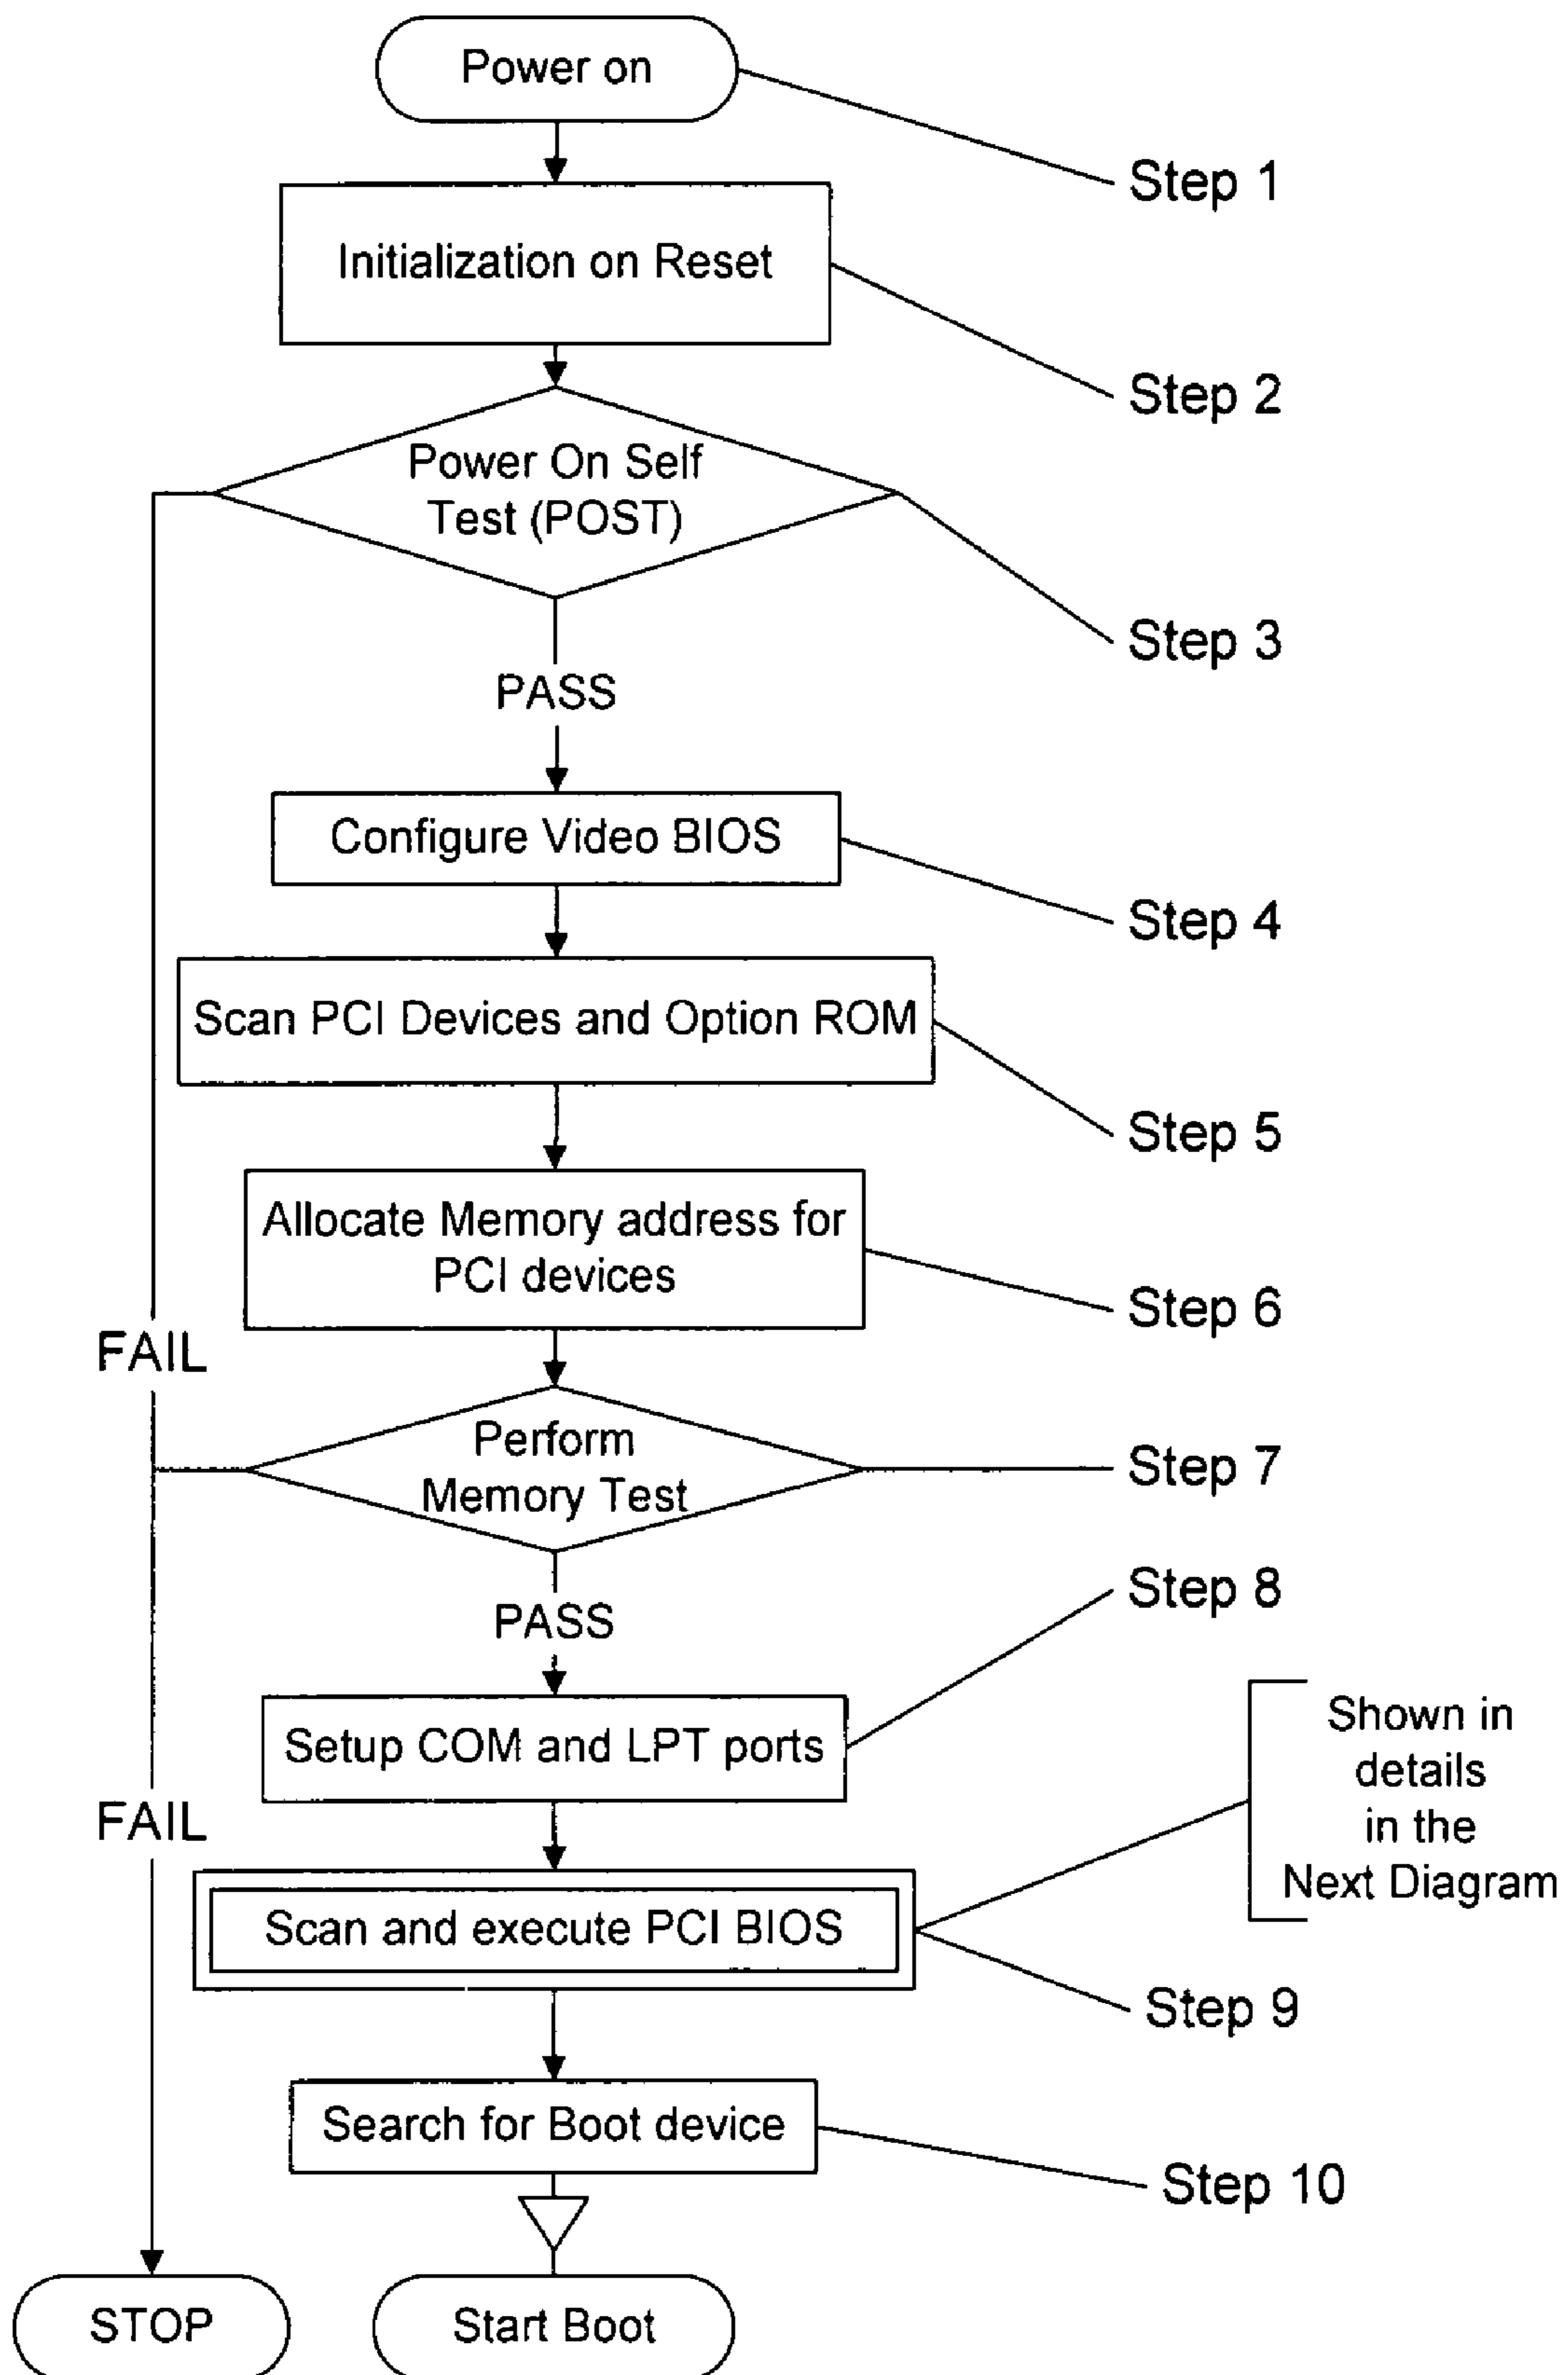 Power on
Step 1
Initialization on Reset
Step 2
Power On Self
Test (POST)
Step 3
PASS
Configure Video BIOS
Step 4
Scan PCI Devices and Option ROM
Step 5
Allocate Memory address for
PCI devices
Step 6
FAIL
Perform
Memory Test
Step 7
PASS
Step 8
Setup COM and LPT ports
Shown in
details
in the
Next Diagram
FAIL
Scan and execute PCI BIOS
Step 9
Search for Boot device
Step 10
STOP
Start Boot